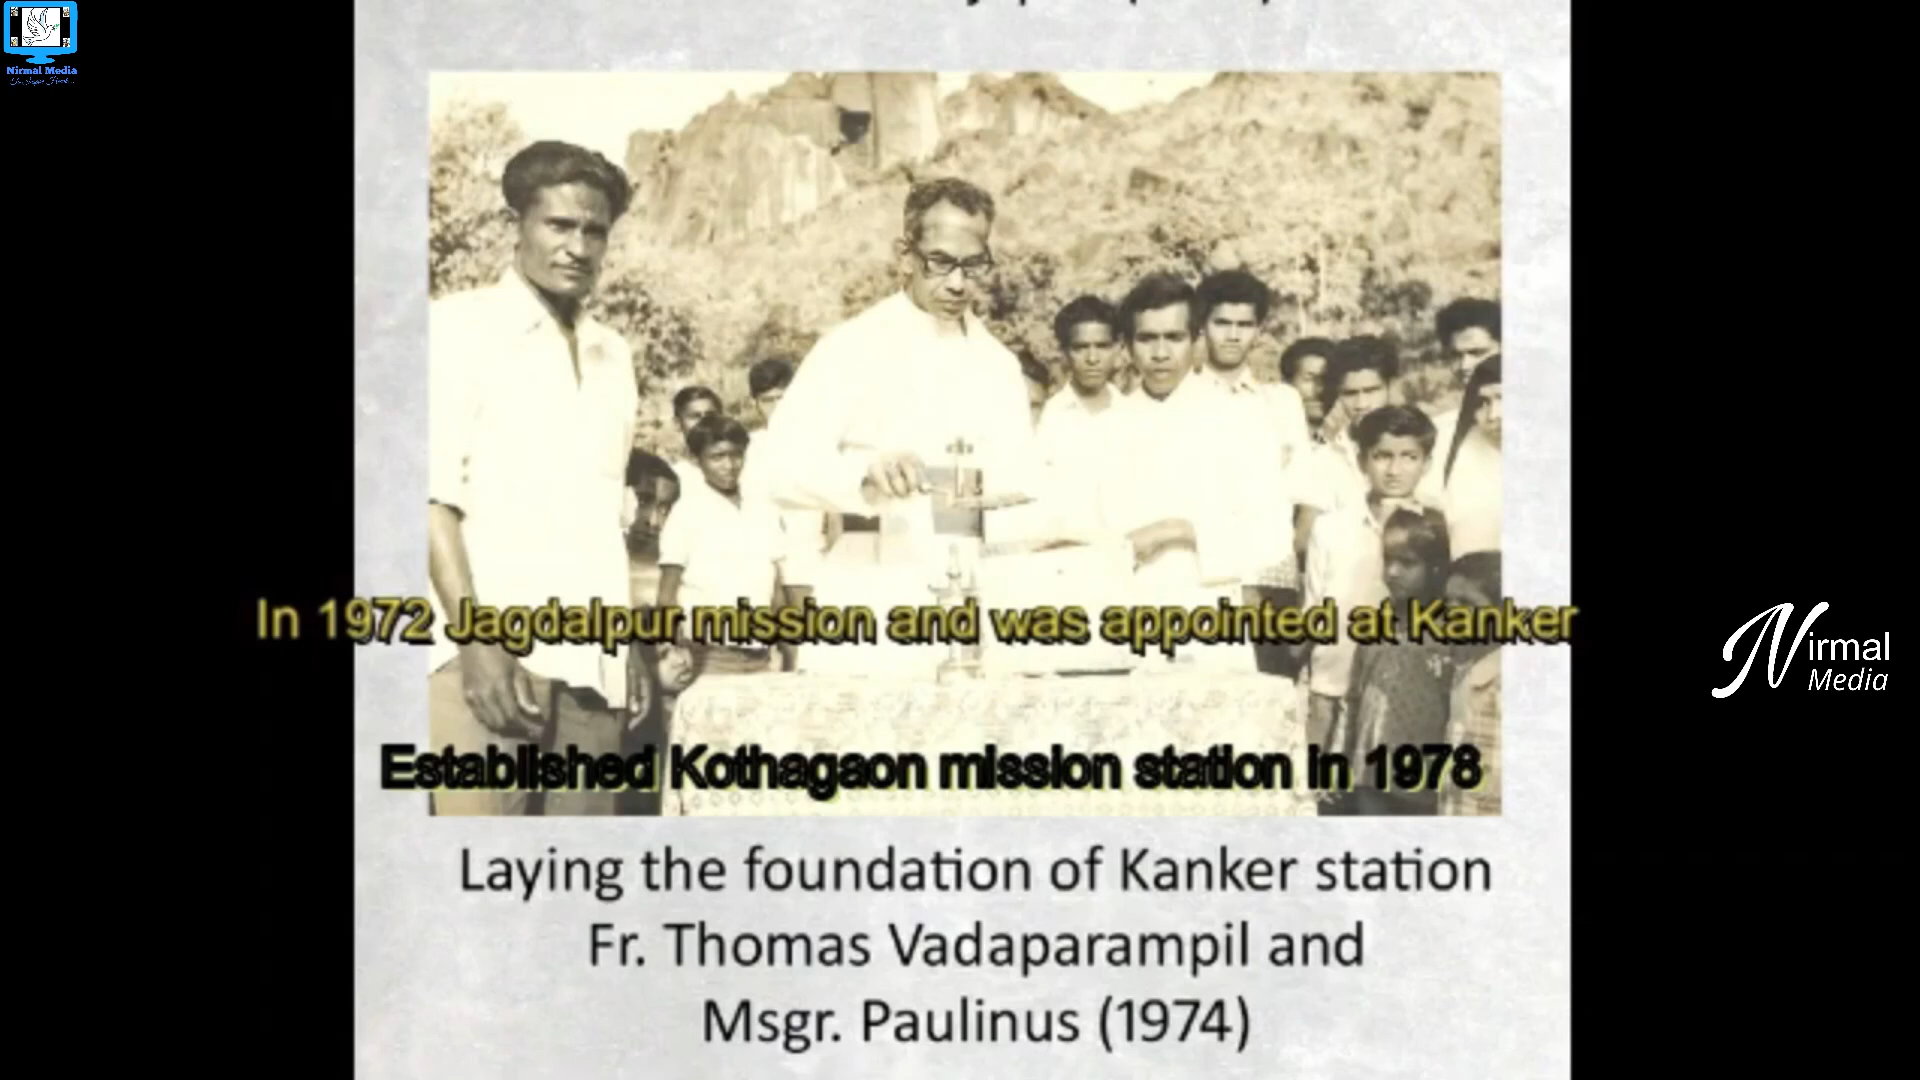 Nirmal Media
In 1972 Jagdalpur mission and was appointed at Kanker
irmal
Media
Established Kothagaon mission station in 1978
Laying the foundation of Kanker station
Fr. Thomas Vadaparampil and
Msgr. Paulinus (1974)